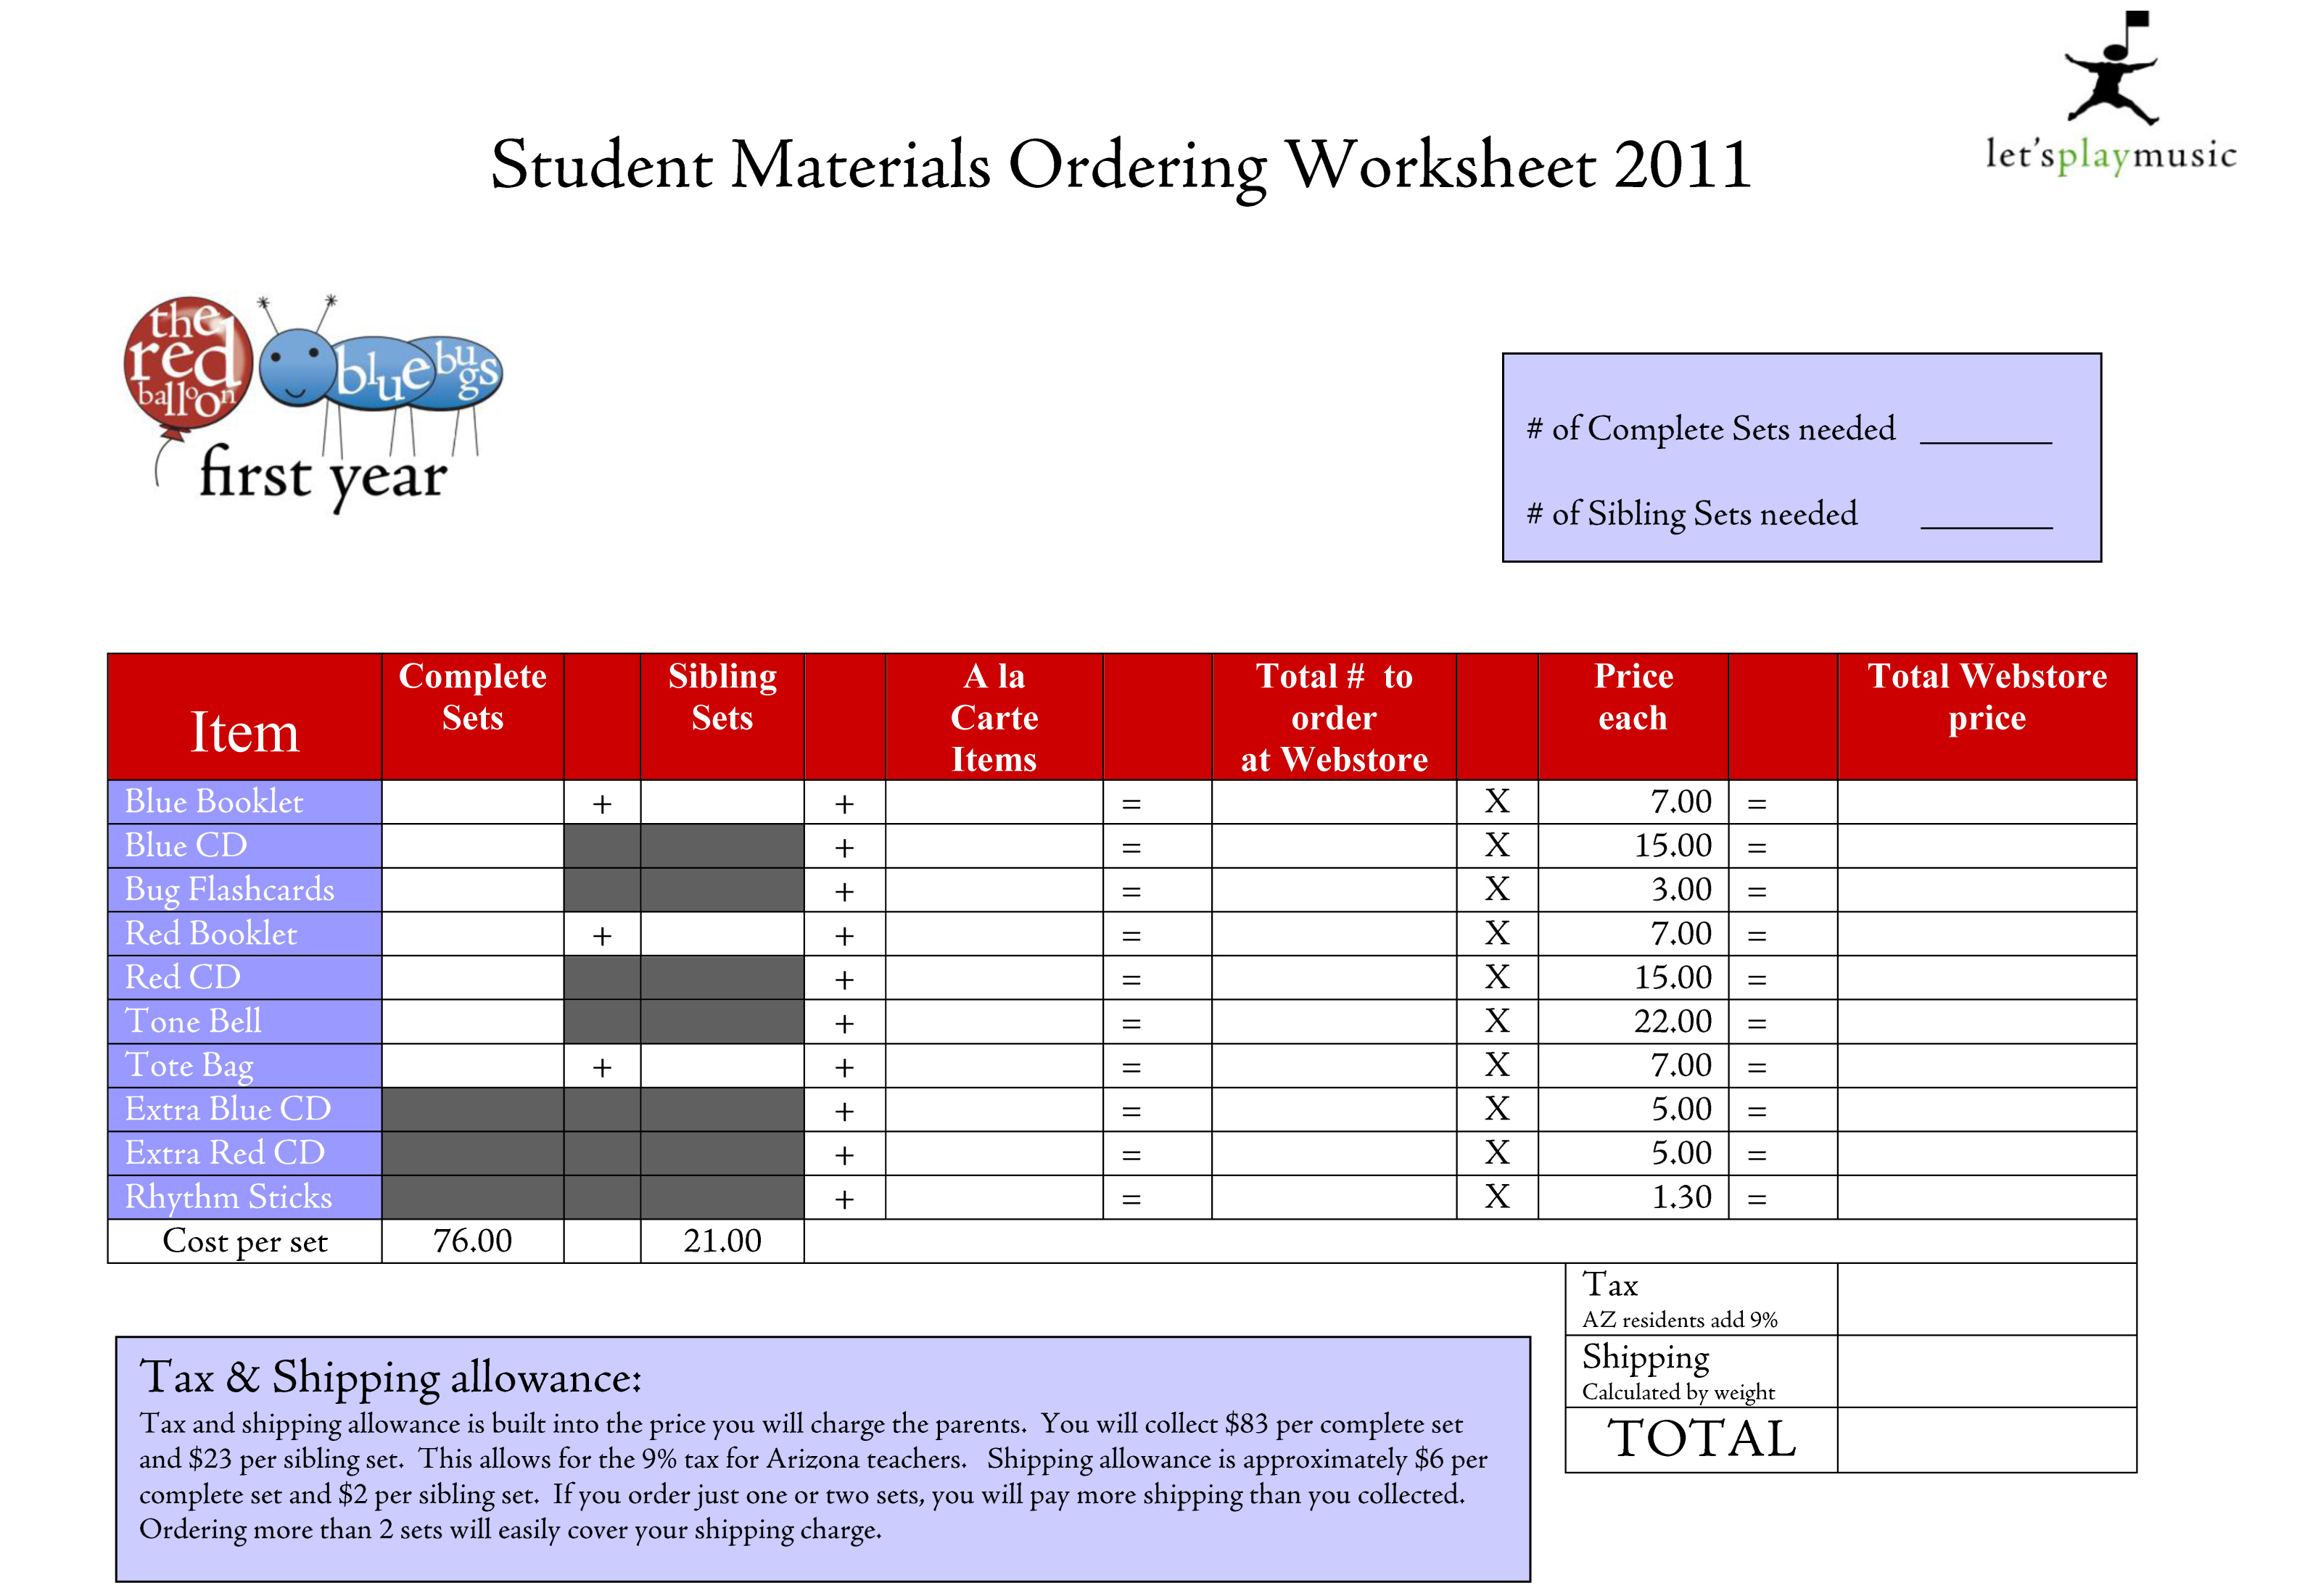 let'splaymusic
Student Materials Ordering Worksheet 2011
the
red
balloon
blue bugs
first year
# of Complete Sets needed ________
# of Sibling Sets needed ________
Item Complete Sets Sibling Sets A la Carte Items Total # to order at Webstore Price each Total Webstore price
Blue Booklet + + = X 7.00 =
Blue CD + = X 15.00 =
Bug Flashcards + = X 3.00 =
Red Booklet + + = X 7.00 =
Red CD + = X 15.00 =
Tone Bell + = X 22.00 =
Tote Bag + + = X 7.00 =
Extra Blue CD + = X 5.00 =
Extra Red CD + = X 5.00 =
Rhythm Sticks + = X 1.30 =
Cost per set 76.00 21.00
Tax
AZ residents add 9%
Shipping
Calculated by weight
TOTAL
Tax & Shipping allowance:
Tax and shipping allowance is built into the price you will charge the parents. You will collect $83 per complete set
and $23 per sibling set. This allows for the 9% tax for Arizona teachers. Shipping allowance is approximately $6 per
complete set and $2 per sibling set. If you order just one or two sets, you will pay more shipping than you collected.
Ordering more than 2 sets will easily cover your shipping charge.